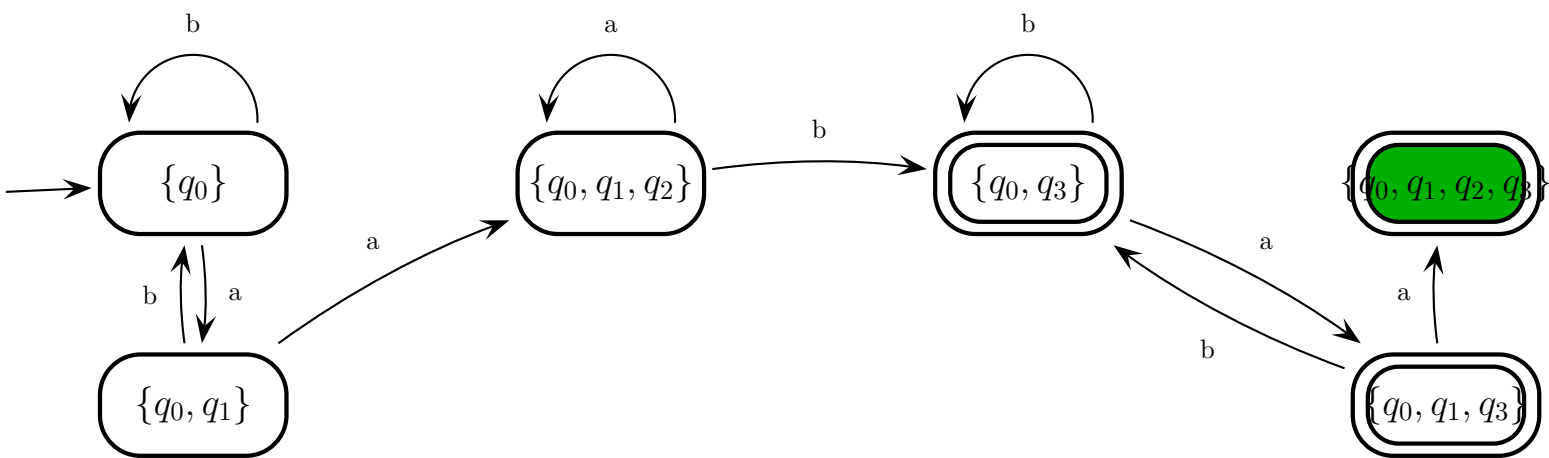 b
a
b
b
{q₀}
{q₀, q₁, q₂}
{q₀, q₃}
{q₀, q₁, q₂, q₃}
a
a
b
a
a
b
{q₀, q₁}
{q₀, q₁, q₃}